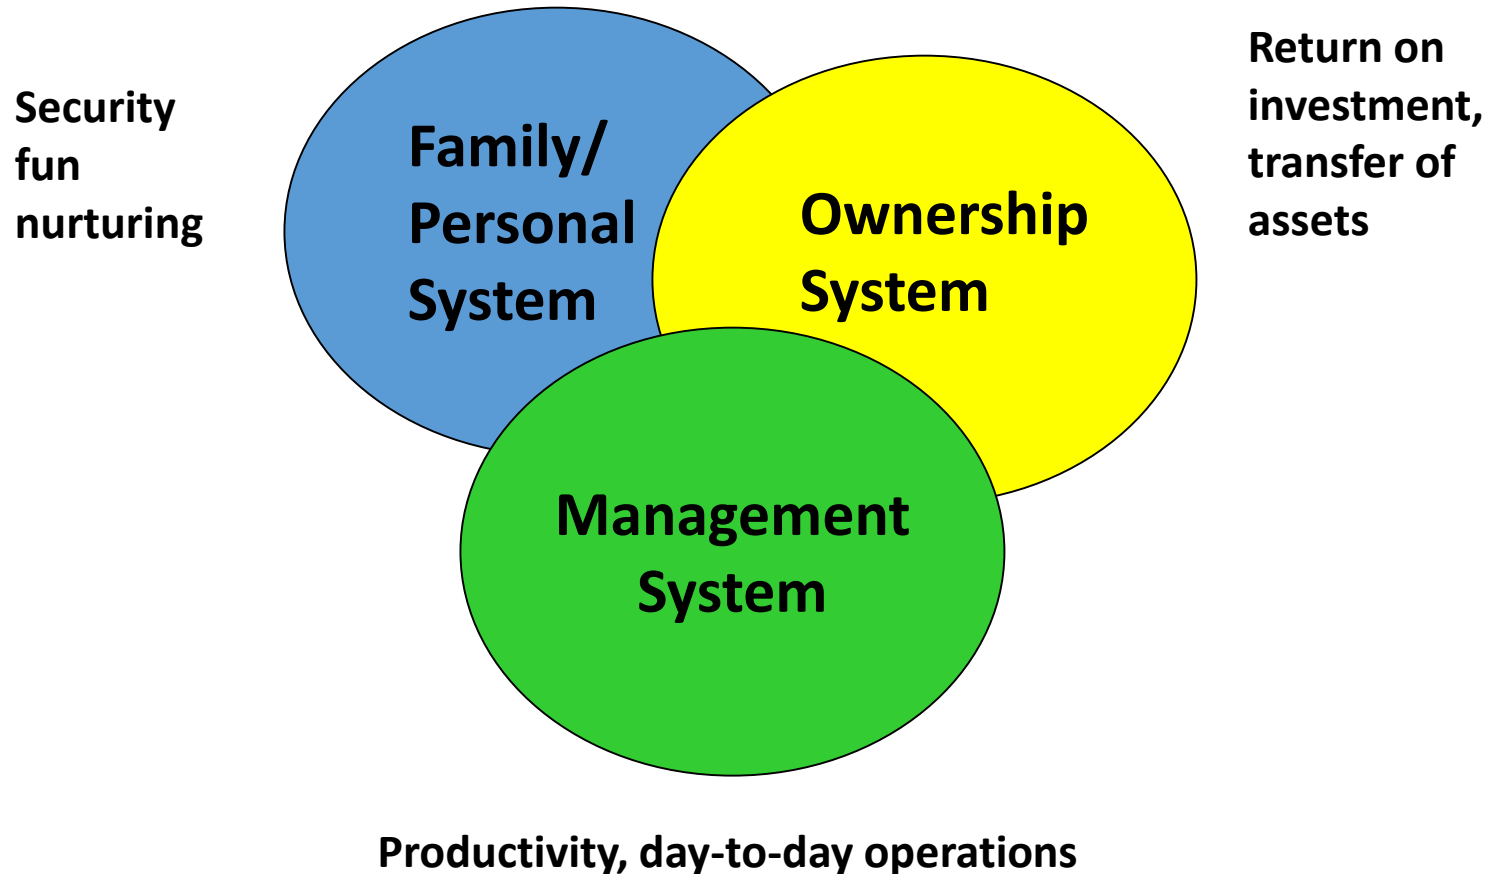 Security
fun
nurturing
Family/
Personal
System
Ownership
System
Return on
investment,
transfer of
assets
Management
System
Productivity, day-to-day operations